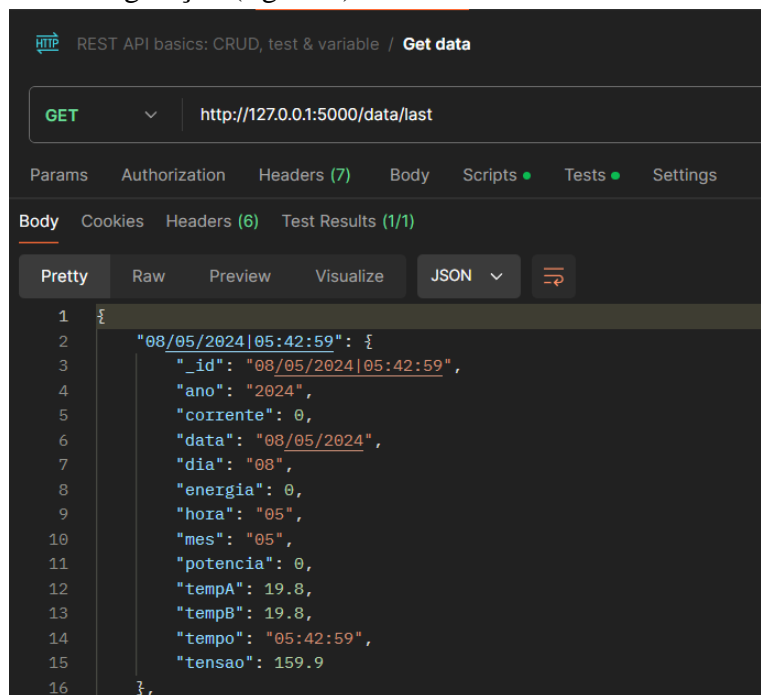 HTTP REST API basics: CRUD, test & variable / Get data
GET http://127.0.0.1:5000/data/last
Params Authorization Headers (7) Body Scripts Tests Settings
Body Cookies Headers (6) Test Results (1/1)
Pretty Raw Preview Visualize JSON
1 {
2 "08/05/2024|05:42:59": {
3 "_id": "08/05/2024|05:42:59",
4 "ano": "2024",
5 "corrente": 0,
6 "data": "08/05/2024",
7 "dia": "08",
8 "energia": 0,
9 "hora": "05",
10 "mes": "05",
11 "potencia": 0,
12 "tempA": 19.8,
13 "tempB": 19.8,
14 "tempo": "05:42:59",
15 "tensao": 159.9
16 },